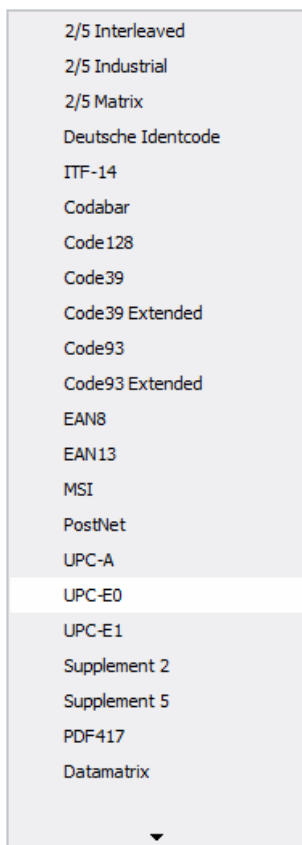 2/5 Interleaved
2/5 Industrial
2/5 Matrix
Deutsche Identcode
ITF-14
Codabar
Code128
Code39
Code39 Extended
Code93
Code93 Extended
EAN8
EAN13
MSI
PostNet
UPC-A
UPC-E0
UPC-E1
Supplement 2
Supplement 5
PDF417
Datamatrix